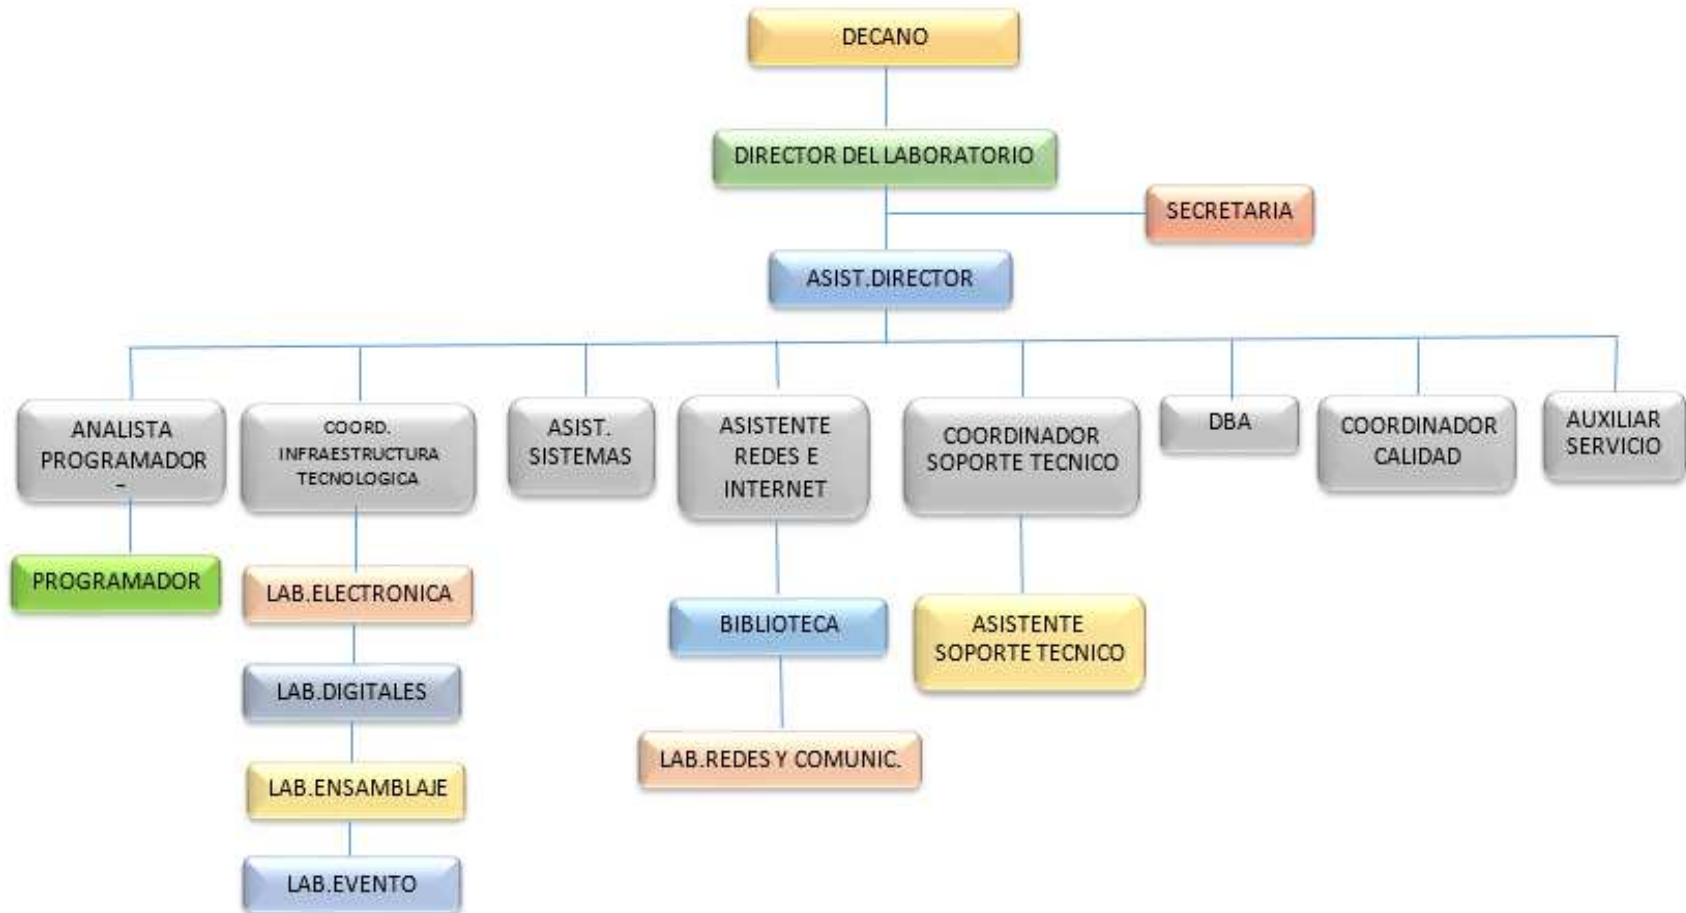 DECANO
DIRECTOR DEL LABORATORIO
SECRETARIA
ASIST.DIRECTOR
ANALISTA
PROGRAMADOR
–
COORD.
INFRAESTRUCTURA
TECNOLOGICA
ASIST.
SISTEMAS
ASISTENTE
REDES E
INTERNET
COORDINADOR
SOPORTE TECNICO
DBA
COORDINADOR
CALIDAD
AUXILIAR
SERVICIO
PROGRAMADOR
LAB.ELECTRONICA
BIBLIOTECA
ASISTENTE
SOPORTE TECNICO
LAB.DIGITALES
LAB.REDES Y COMUNIC.
LAB.ENSAMBLAJE
LAB.EVENTO